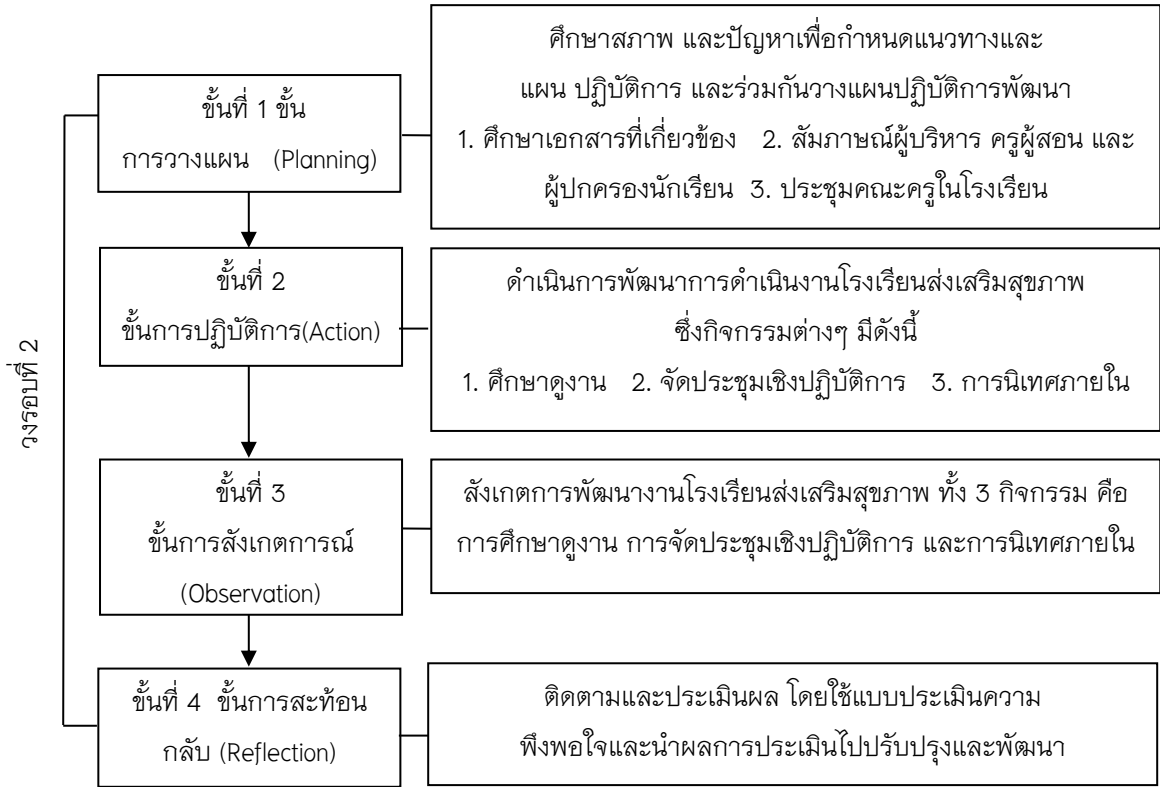 ขั้นที่ 1 ขั้น
การวางแผน (Planning)
ศึกษาสภาพ และปัญหาเพื่อกำหนดแนวทางและ
แผน ปฏิบัติการ และร่วมกันวางแผนปฏิบัติการพัฒนา
1. ศึกษาเอกสารที่เกี่ยวข้อง 2. สัมภาษณ์ผู้บริหาร ครูผู้สอน และ
ผู้ปกครองนักเรียน 3. ประชุมคณะครูในโรงเรียน
ขั้นที่ 2
ขั้นการปฏิบัติการ(Action)
ดำเนินการพัฒนาการดำเนินงานโรงเรียนส่งเสริมสุขภาพ
ซึ่งกิจกรรมต่างๆ มีดังนี้
1. ศึกษาดูงาน 2. จัดประชุมเชิงปฏิบัติการ 3. การนิเทศภายใน
วงรอบที่ 2
ขั้นที่ 3
ขั้นการสังเกตการณ์
(Observation)
สังเกตการพัฒนางานโรงเรียนส่งเสริมสุขภาพ ทั้ง 3 กิจกรรม คือ
การศึกษาดูงาน การจัดประชุมเชิงปฏิบัติการ และการนิเทศภายใน
ขั้นที่ 4 ขั้นการสะท้อน
กลับ (Reflection)
ติดตามและประเมินผล โดยใช้แบบประเมินความ
พึงพอใจและนำผลการประเมินไปปรับปรุงและพัฒนา